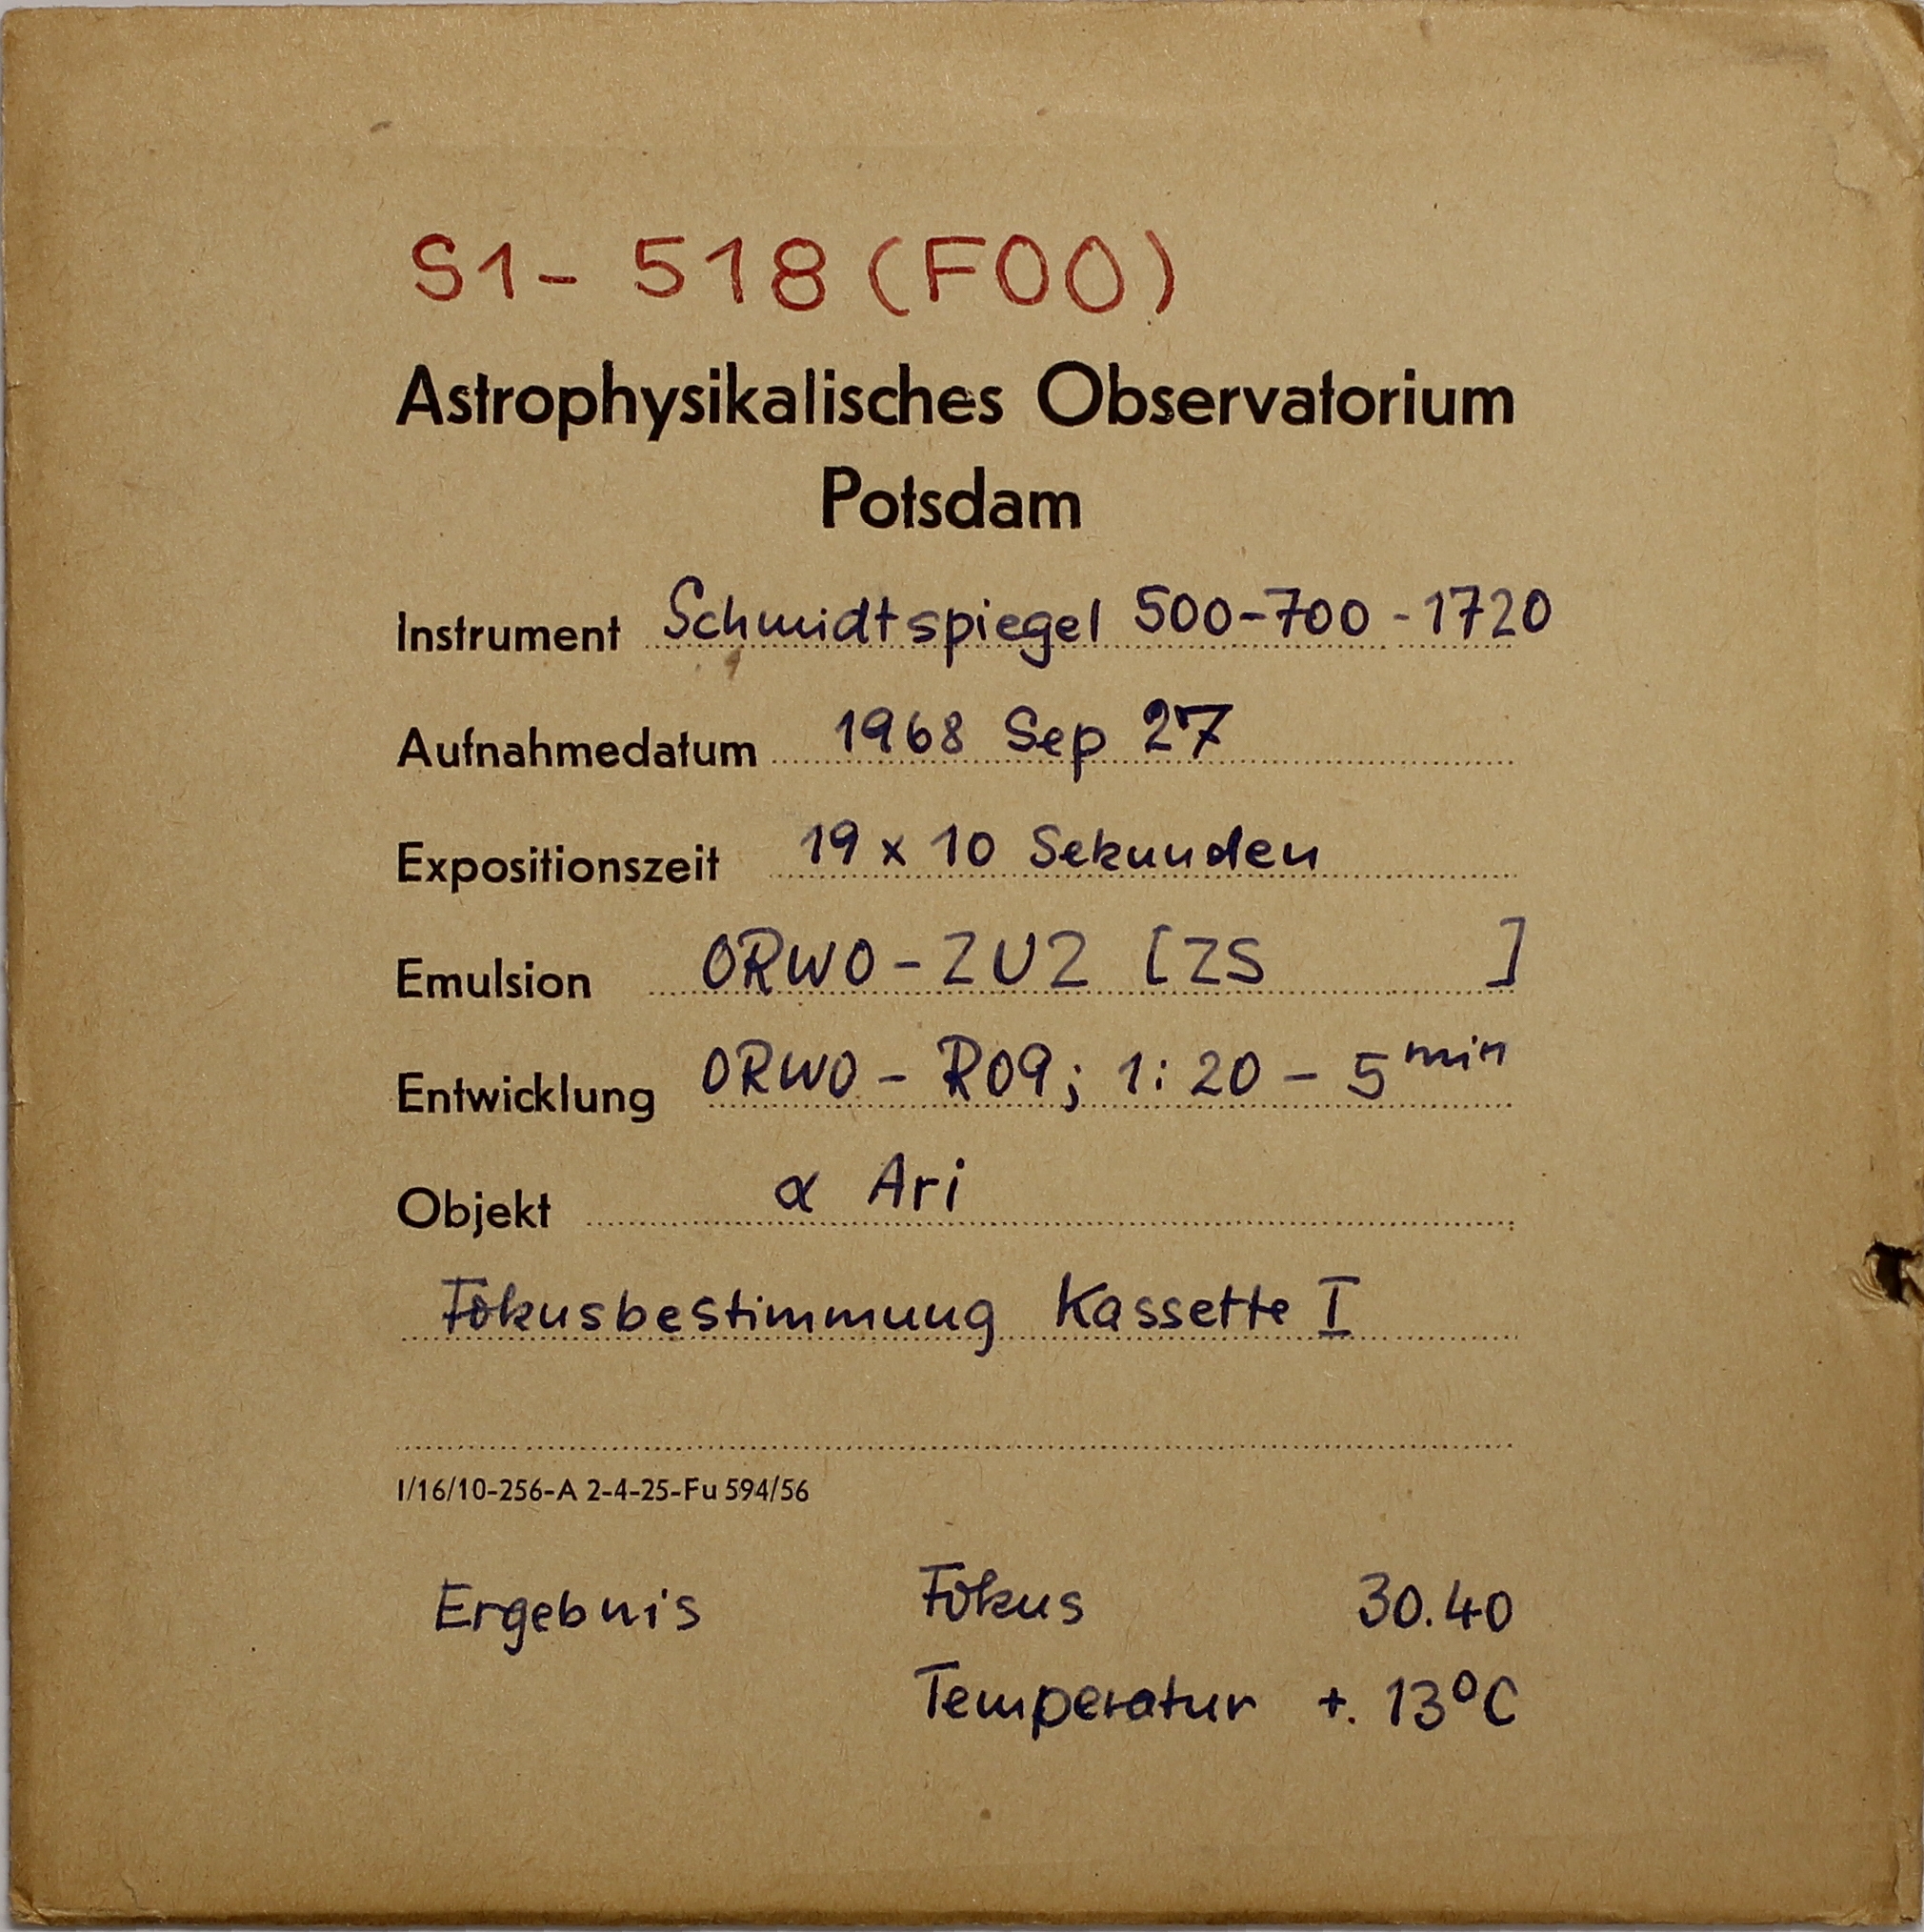 S1- 518 (F00)
Astrophysikalisches Observatorium
Potsdam
Instrument Schmidtspiegel 500-700-1720
Aufnahmedatum 1968 Sep 27
Expositionszeit 19 x 10 Sekunden
Emulsion ORWO-ZU2 [ZS ]
Entwicklung ORWO-R09; 1:20 - 5 min
Objekt α Ari
Fokusbestimmung Kassette I
I/16/10-256-A 2-4-25-Fu 594/56
Ergebnis Fokus 30.40
Temperatur +. 13°C